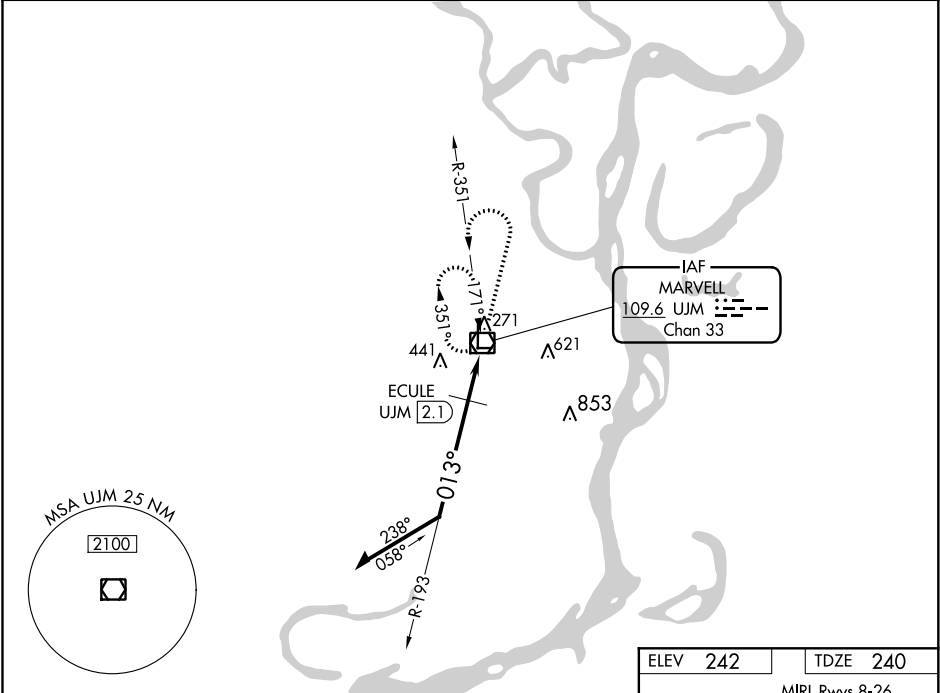 R-351
IAF
MARVELL
109.6 UJM
Chan 33
171°
351°
271
441
621
ECULE
UJM 2.1
853
013°
MSA UJM 25 NM
2100
238°
058°
R-193
ELEV 242
TDZE 240
MIRL Rwys 8-26